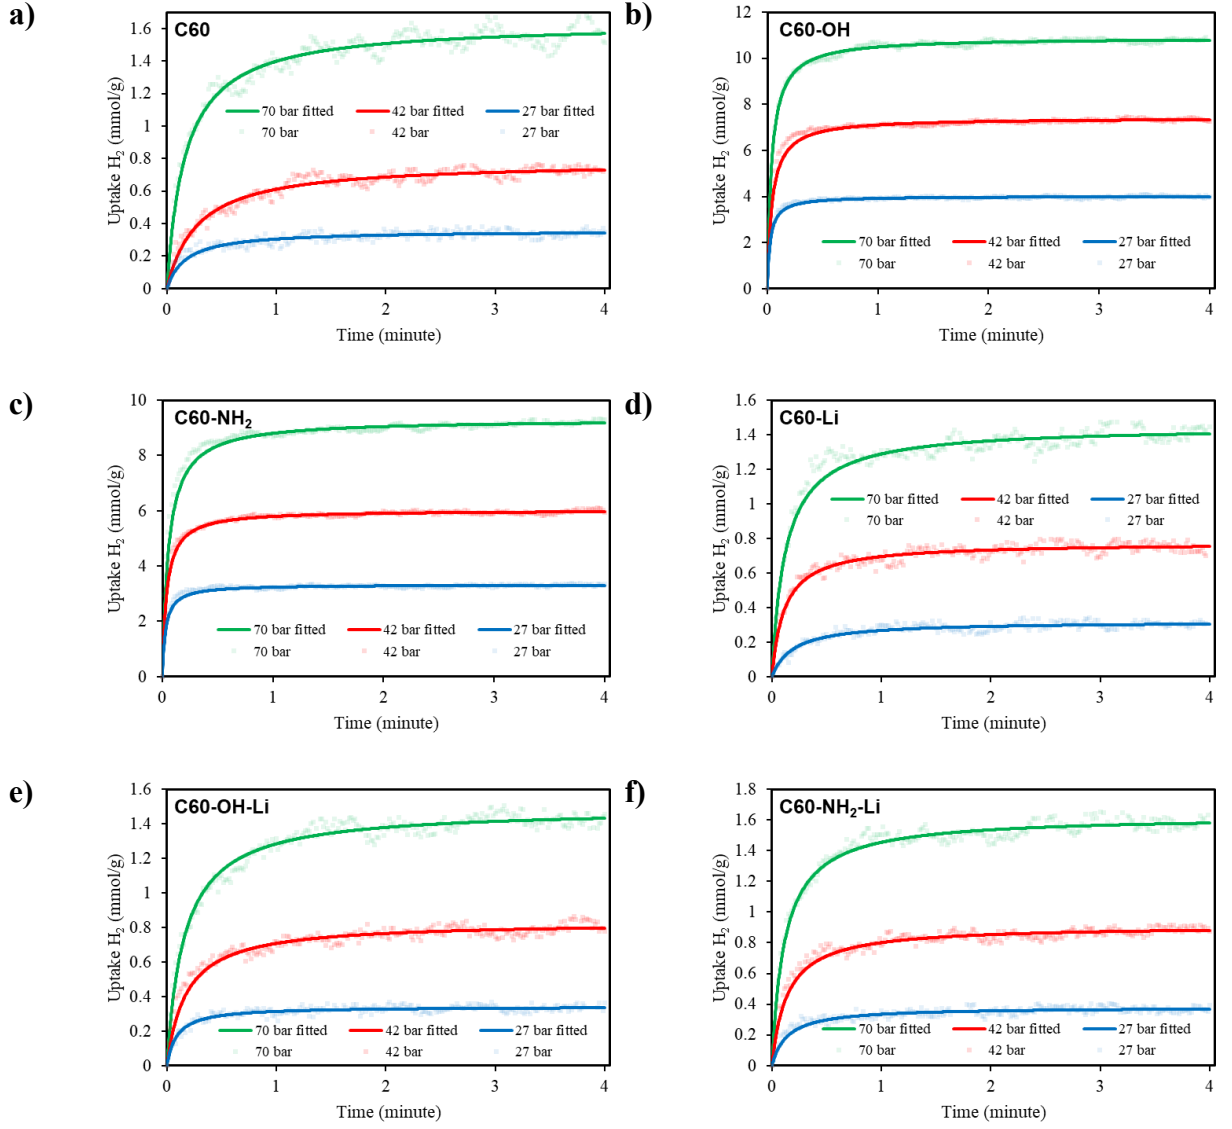 a)
C60
Uptake H₂ (mmol/g)
1.6
1.4
1.2
1
0.8
0.6
0.4
0.2
0
70 bar fitted 42 bar fitted 27 bar fitted
70 bar 42 bar 27 bar
0 1 2 3 4
Time (minute)
b)
C60-OH
Uptake H₂ (mmol/g)
12
10
8
6
4
2
0
70 bar fitted 42 bar fitted 27 bar fitted
70 bar 42 bar 27 bar
0 1 2 3 4
Time (minute)
c)
C60-NH₂
Uptake H₂ (mmol/g)
10
8
6
4
2
0
70 bar fitted 42 bar fitted 27 bar fitted
70 bar 42 bar 27 bar
0 1 2 3 4
Time (minute)
d)
C60-Li
Uptake H₂ (mmol/g)
1.6
1.4
1.2
1
0.8
0.6
0.4
0.2
0
70 bar fitted 42 bar fitted 27 bar fitted
70 bar 42 bar 27 bar
0 1 2 3 4
Time (minute)
e)
C60-OH-Li
Uptake H₂ (mmol/g)
1.6
1.4
1.2
1
0.8
0.6
0.4
0.2
0
70 bar fitted 42 bar fitted 27 bar fitted
70 bar 42 bar 27 bar
0 1 2 3 4
Time (minute)
f)
C60-NH₂-Li
Uptake H₂ (mmol/g)
1.8
1.6
1.4
1.2
1
0.8
0.6
0.4
0.2
0
70 bar fitted 42 bar fitted 27 bar fitted
70 bar 42 bar 27 bar
0 1 2 3 4
Time (minute)